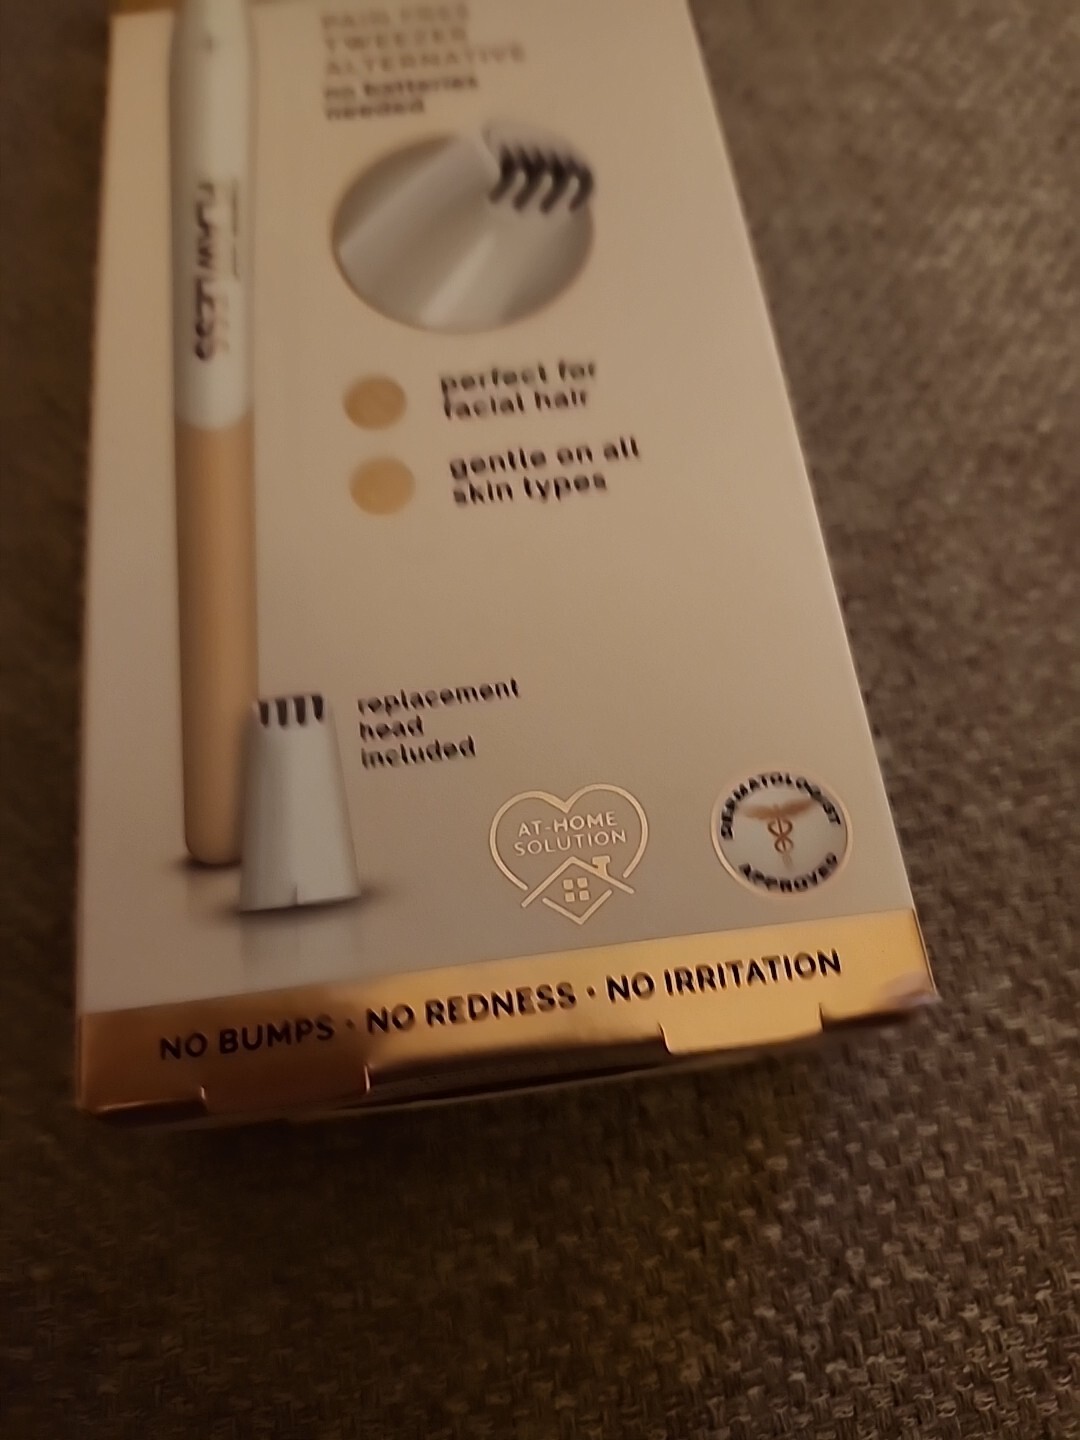 PAIN FREE
TWEEZER
ALTERNATIVE
no batteries
needed
FLAWLESS
perfect for
facial hair
gentle on all
skin types
replacement
head
included
AT-HOME
SOLUTION
DERMATOLOGIST
APPROVED
NO BUMPS • NO REDNESS • NO IRRITATION